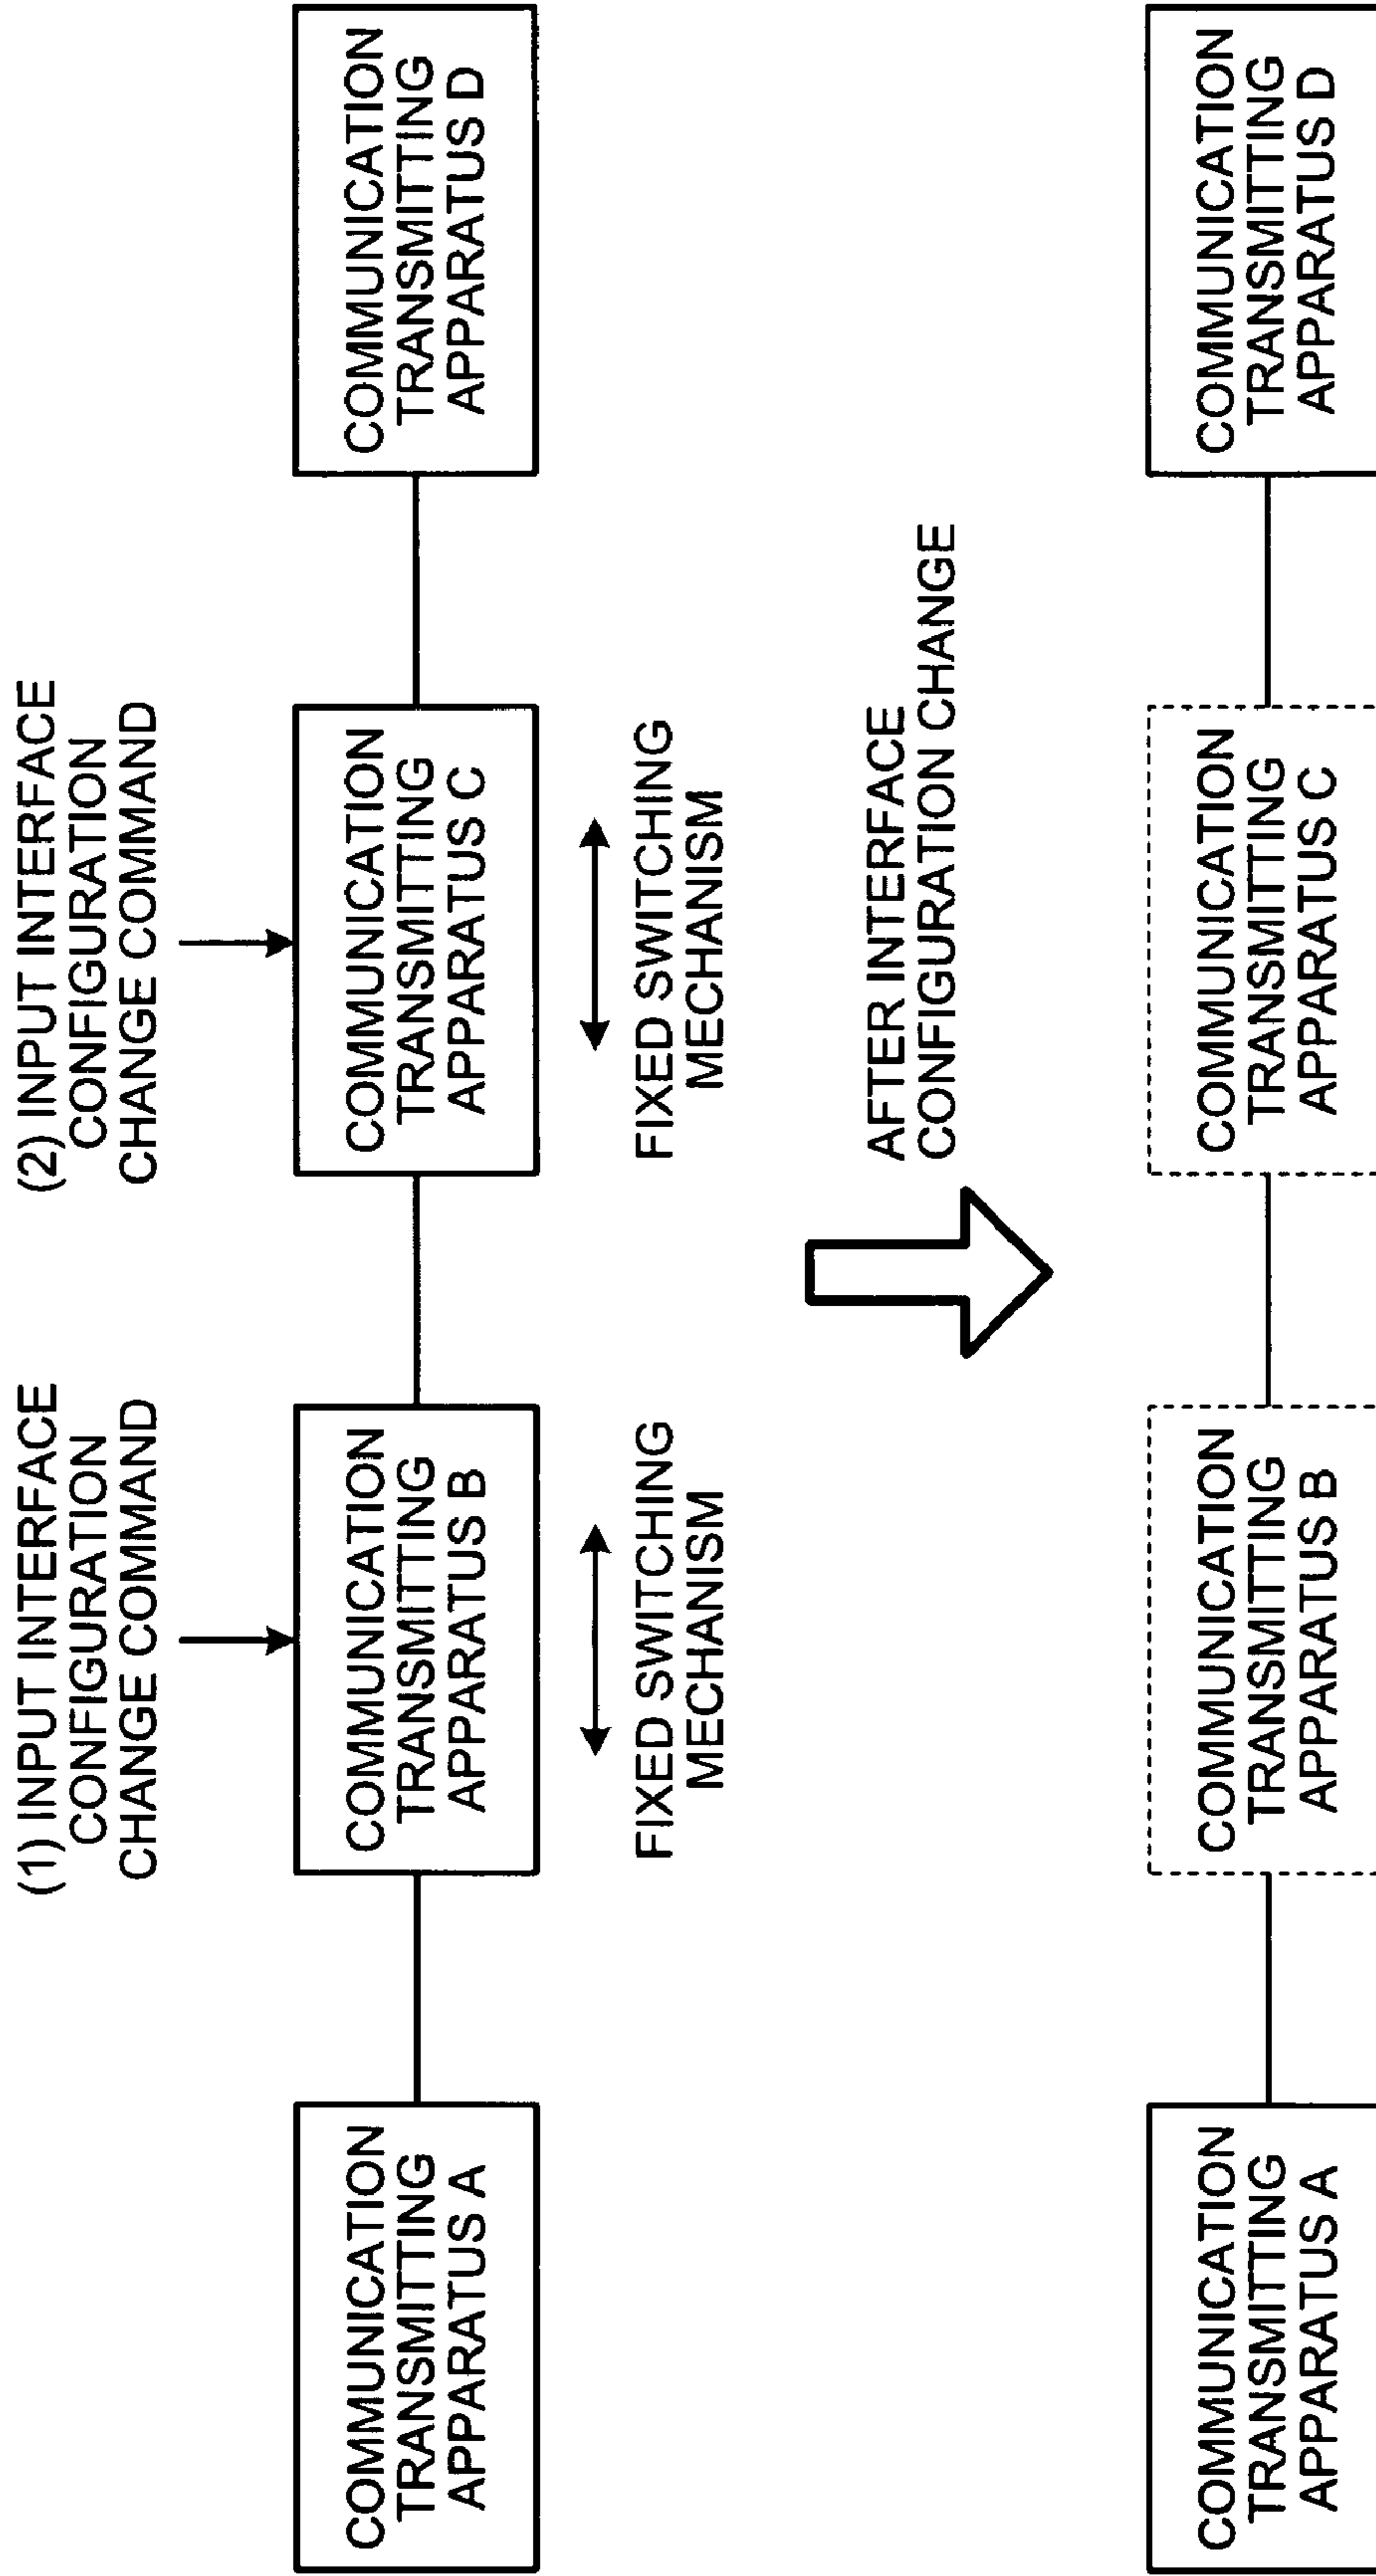 (1) INPUT INTERFACE
CONFIGURATION
CHANGE COMMAND
(2) INPUT INTERFACE
CONFIGURATION
CHANGE COMMAND
COMMUNICATION
TRANSMITTING
APPARATUS A
COMMUNICATION
TRANSMITTING
APPARATUS B
COMMUNICATION
TRANSMITTING
APPARATUS C
COMMUNICATION
TRANSMITTING
APPARATUS D
FIXED SWITCHING
MECHANISM
FIXED SWITCHING
MECHANISM
AFTER INTERFACE
CONFIGURATION CHANGE
COMMUNICATION
TRANSMITTING
APPARATUS A
COMMUNICATION
TRANSMITTING
APPARATUS B
COMMUNICATION
TRANSMITTING
APPARATUS C
COMMUNICATION
TRANSMITTING
APPARATUS D